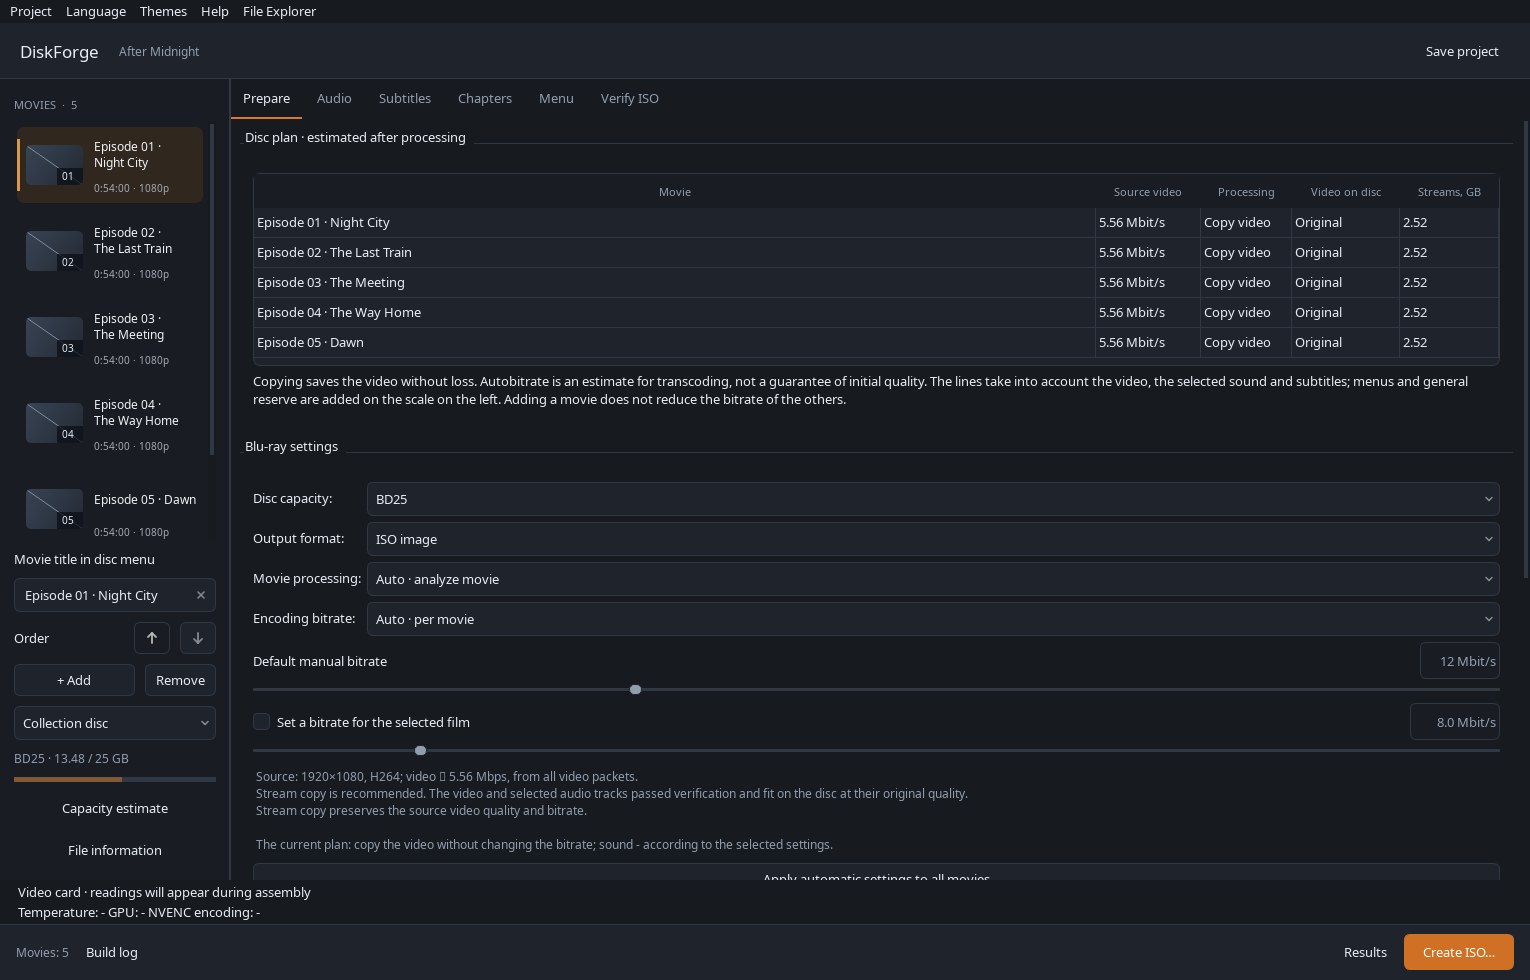 Project Language Themes Help File Explorer
DiskForge After Midnight Save project
MOVIES · 5
Episode 01 ·
Night City
01
0:54:00 · 1080p
Episode 02 ·
The Last Train
02
0:54:00 · 1080p
Episode 03 ·
The Meeting
03
0:54:00 · 1080p
Episode 04 ·
The Way Home
04
0:54:00 · 1080p
Episode 05 · Dawn
05
0:54:00 · 1080p
Movie title in disc menu
Episode 01 · Night City
Order
+ Add Remove
Collection disc
BD25 · 13.48 / 25 GB
Capacity estimate
File information
Prepare Audio Subtitles Chapters Menu Verify ISO
Disc plan · estimated after processing
Movie Source video Processing Video on disc Streams, GB
Episode 01 · Night City 5.56 Mbit/s Copy video Original 2.52
Episode 02 · The Last Train 5.56 Mbit/s Copy video Original 2.52
Episode 03 · The Meeting 5.56 Mbit/s Copy video Original 2.52
Episode 04 · The Way Home 5.56 Mbit/s Copy video Original 2.52
Episode 05 · Dawn 5.56 Mbit/s Copy video Original 2.52
Copying saves the video without loss. Autobitrate is an estimate for transcoding, not a guarantee of initial quality. The lines take into account the video, the selected sound and subtitles; menus and general
reserve are added on the scale on the left. Adding a movie does not reduce the bitrate of the others.
Blu-ray settings
Disc capacity: BD25
Output format: ISO image
Movie processing: Auto · analyze movie
Encoding bitrate: Auto · per movie
Default manual bitrate 12 Mbit/s
Set a bitrate for the selected film 8.0 Mbit/s
Source: 1920×1080, H264; video 5.56 Mbps, from all video packets.
Stream copy is recommended. The video and selected audio tracks passed verification and fit on the disc at their original quality.
Stream copy preserves the source video quality and bitrate.
The current plan: copy the video without changing the bitrate; sound - according to the selected settings.
Apply automatic settings to all movies
Video card · readings will appear during assembly
Temperature: - GPU: - NVENC encoding: -
Movies: 5 Build log Results Create ISO...